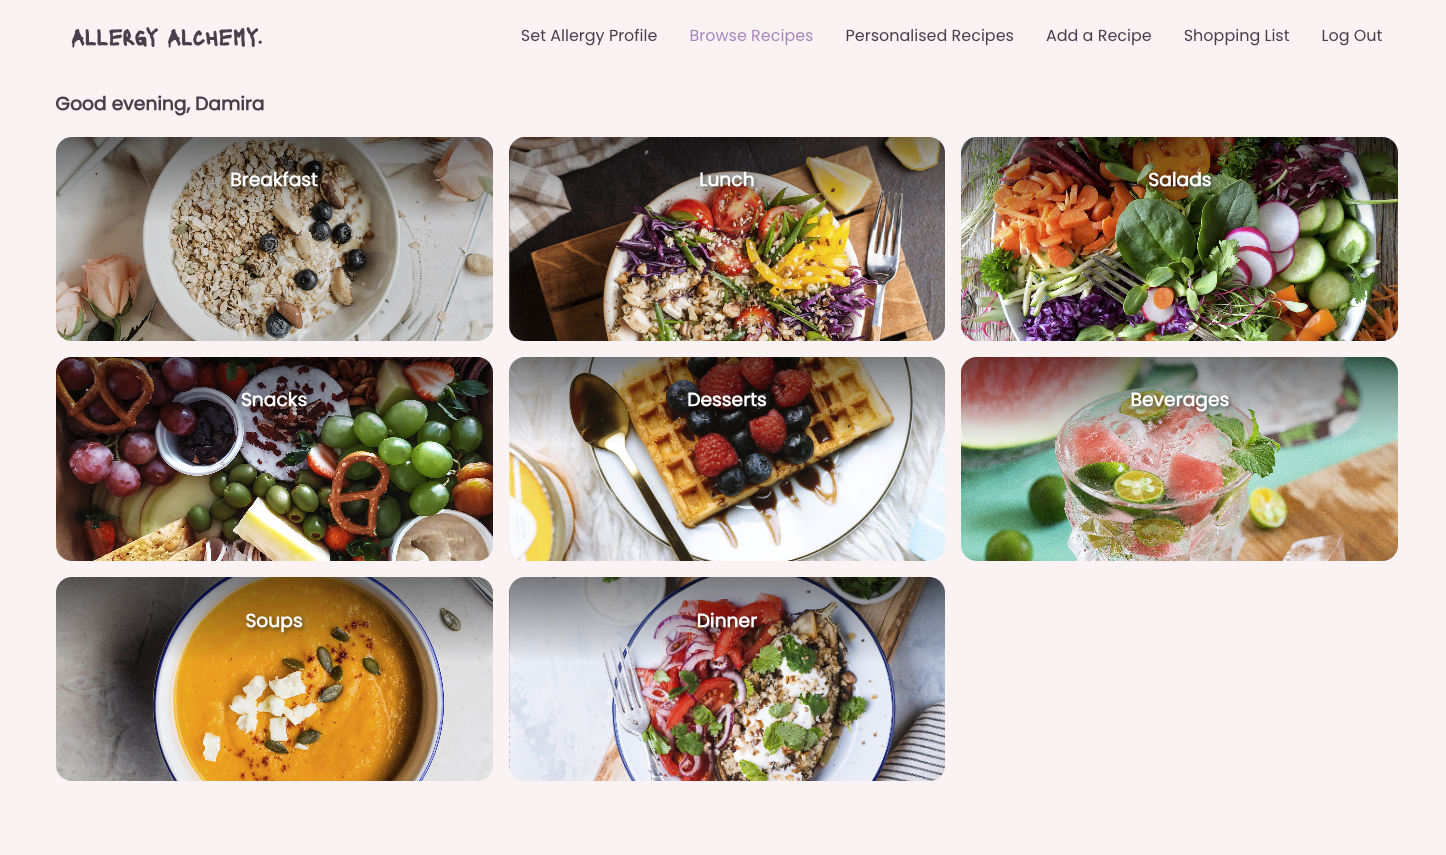 ALLERGY ALCHEMY.
Set Allergy Profile
Browse Recipes
Personalised Recipes
Add a Recipe
Shopping List
Log Out
Good evening, Damira
Breakfast
Lunch
Salads
Snacks
Desserts
Beverages
Soups
Dinner